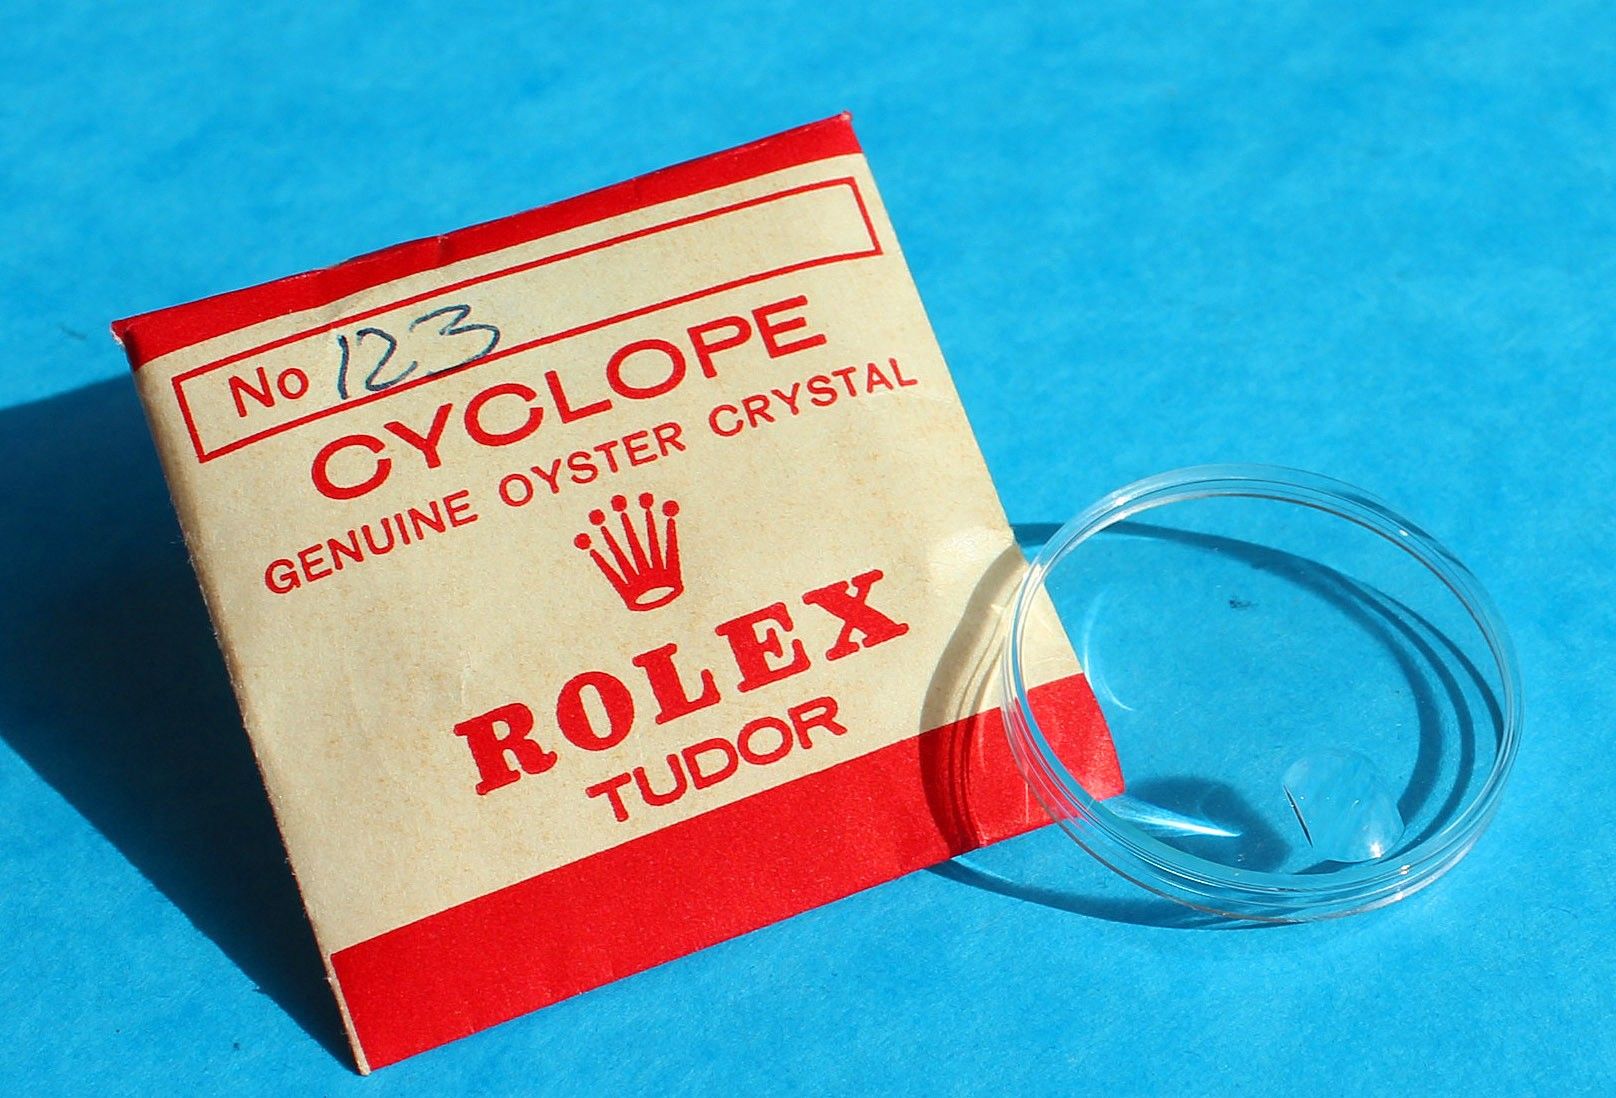 No 123
CYCLOPE
GENUINE OYSTER CRYSTAL
ROLEX
TUDOR